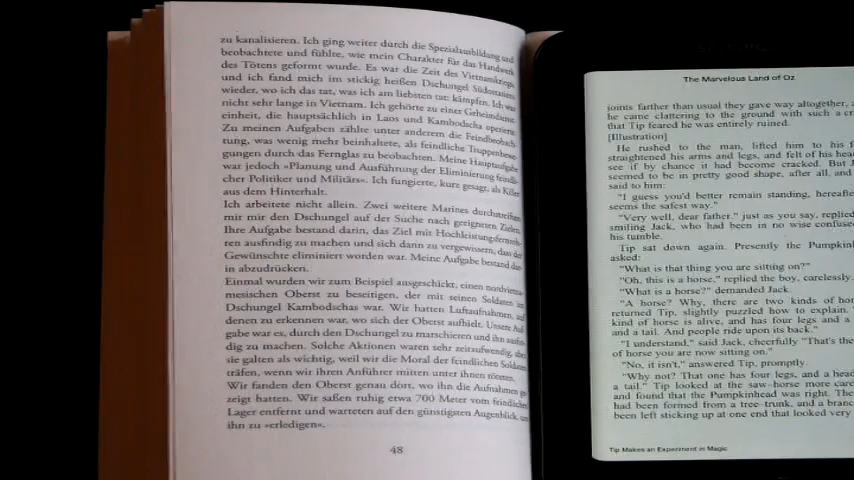 zu kanalisieren. Ich ging weiter durch die Spezialausbildung und
beobachtete und fühlte, wie mein Charakter für das Handwerk
des Tötens geformt wurde. Es war die Zeit des Vietnamkriegs,
und ich fand mich im stickig heißen Dschungel Südostasiens
wieder, wo ich das tat, was ich am liebsten tat: kämpfen. Ich war
nicht sehr lange in Vietnam. Ich gehörte zu einer Geheimdienst-
einheit, die hauptsächlich in Laos und Kambodscha operierte.
Zu meinen Aufgaben zählte unter anderem die Feindbeobach-
tung, was wenig mehr beinhaltete, als feindliche Truppenbewe-
gungen durch das Fernglas zu beobachten. Meine Hauptaufgabe
war jedoch »Planung und Ausführung der Eliminierung feindli-
cher Politiker und Militärs«. Ich fungierte, kurz gesagt, als Killer
aus dem Hinterhalt.
Ich arbeitete nicht allein. Zwei weitere Marines durchstreiften
mit mir den Dschungel auf der Suche nach geeigneten Zielen.
Ihre Aufgabe bestand darin, das Ziel mit Hochleistungsfernroh-
ren ausfindig zu machen und sich dann zu vergewissern, dass der
Gewünschte eliminiert worden war. Meine Aufgabe bestand dar-
in abzudrücken.
Einmal wurden wir zum Beispiel ausgeschickt, einen nordvietna-
mesischen Oberst zu beseitigen, der mit seinen Soldaten im
Dschungel Kambodschas war. Wir hatten Luftaufnahmen, auf
denen zu erkennen war, wo sich der Oberst aufhielt. Unsere Auf-
gabe war es, durch den Dschungel zu marschieren und ihn ausfin-
dig zu machen. Solche Aktionen waren sehr zeitaufwendig, aber
sie galten als wichtig, weil wir die Moral der feindlichen Soldaten
träfen, wenn wir ihren Anführer mitten unter ihnen töteten.
Wir fanden den Oberst genau dort, wo ihn die Aufnahmen ge-
zeigt hatten. Wir saßen ruhig etwa 700 Meter vom feindlichen
Lager entfernt und warteten auf den günstigsten Augenblick, um
ihn zu »erledigen«.
48
The Marvelous Land of Oz
joints farther than usual they gave way altogether,
he came clattering to the ground with such a
that Tip feared he was entirely ruined.
[Illustration]
He rushed to the man, lifted him to his
straightened his arms and legs, and felt of his
see if by chance it had become cracked. But
seemed to be in pretty good shape, after all, and
said to him:
"I guess you'd better remain standing,
seems the safest way."
"Very well, dear father." just as you say, replied
smiling Jack, who had been in no wise
his tumble.
Tip sat down again. Presently the
asked:
"What is that thing you are sitting on?"
"Oh, this is a horse," replied the boy, carelessly.
"What is a horse?" demanded Jack.
"A horse? Why, there are two kinds of
returned Tip, slightly puzzled how to explain.
kind of horse is alive, and has four legs and a
and a tail. And people ride upon its back."
"I understand," said Jack, cheerfully "That's the
of horse you are now sitting on."
"No, it isn't," answered Tip, promptly.
"Why not? That one has four legs, and a head
a tail." Tip looked at the saw-horse more
and found that the Pumpkinhead was right. The
had been formed from a tree-trunk, and a
been left sticking up at one end that looked very
Tip Makes an Experiment in Magic